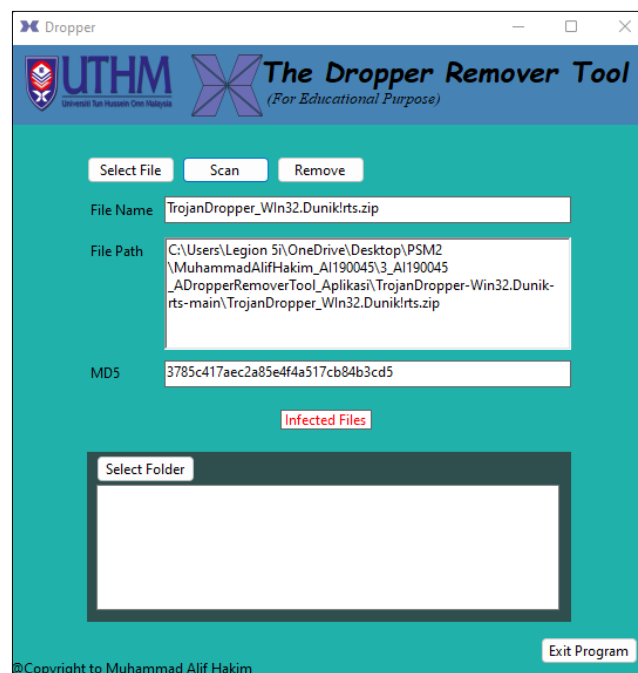 Dropper
UTHM
Universiti Tun Hussein Onn Malaysia
The Dropper Remover Tool
(For Educational Purpose)
Select File
Scan
Remove
File Name
TrojanDropper_WIn32.Dunik!rts.zip
File Path
C:\Users\Legion 5i\OneDrive\Desktop\PSM2
\MuhammadAlifHakim_AI190045\3_AI190045
_ADropperRemoverTool_Aplikasi\TrojanDropper-Win32.Dunik-
rts-main\TrojanDropper_WIn32.Dunik!rts.zip
MD5
3785c417aec2a85e4f4a517cb84b3cd5
Infected Files
Select Folder
Exit Program
@Copyright to Muhammad Alif Hakim